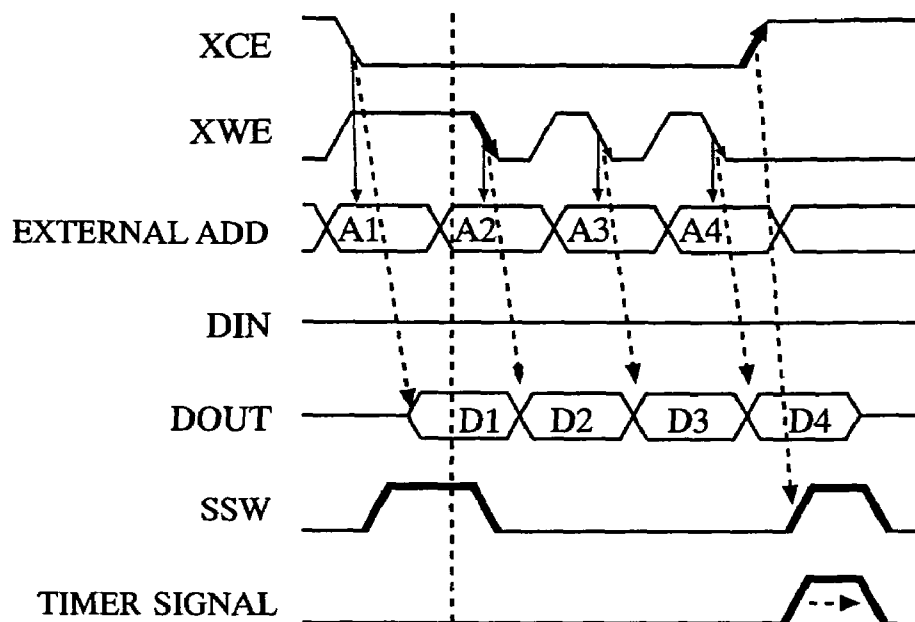 XCE
XWE
EXTERNAL ADD A1 A2 A3 A4
DIN
DOUT D1 D2 D3 D4
SSW
TIMER SIGNAL